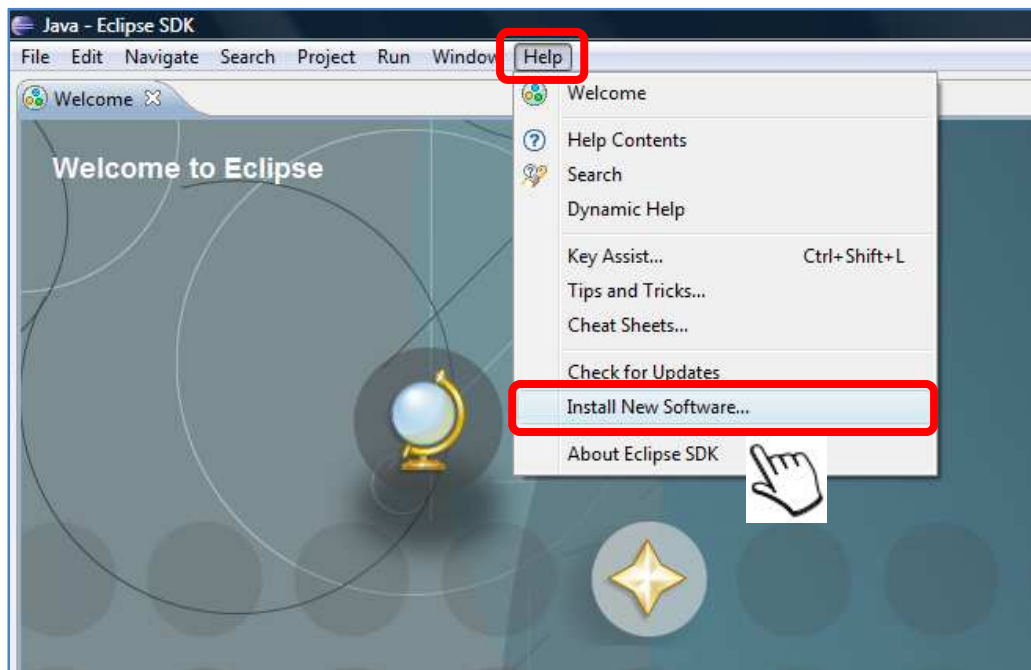 Java - Eclipse SDK
File Edit Navigate Search Project Run Window Help
Welcome
Welcome to Eclipse
Welcome
Help Contents
Search
Dynamic Help
Key Assist... Ctrl+Shift+L
Tips and Tricks...
Cheat Sheets...
Check for Updates
Install New Software...
About Eclipse SDK